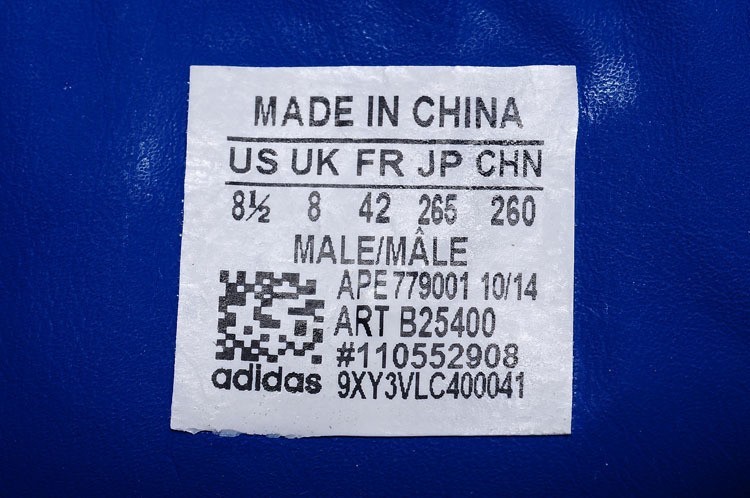 MADE IN CHINA
US UK FR JP CHN
8½ 8 42 265 260
MALE/MÂLE
APE 779001 10/14
ART B25400
#110552908
adidas 9XY3VLC400041